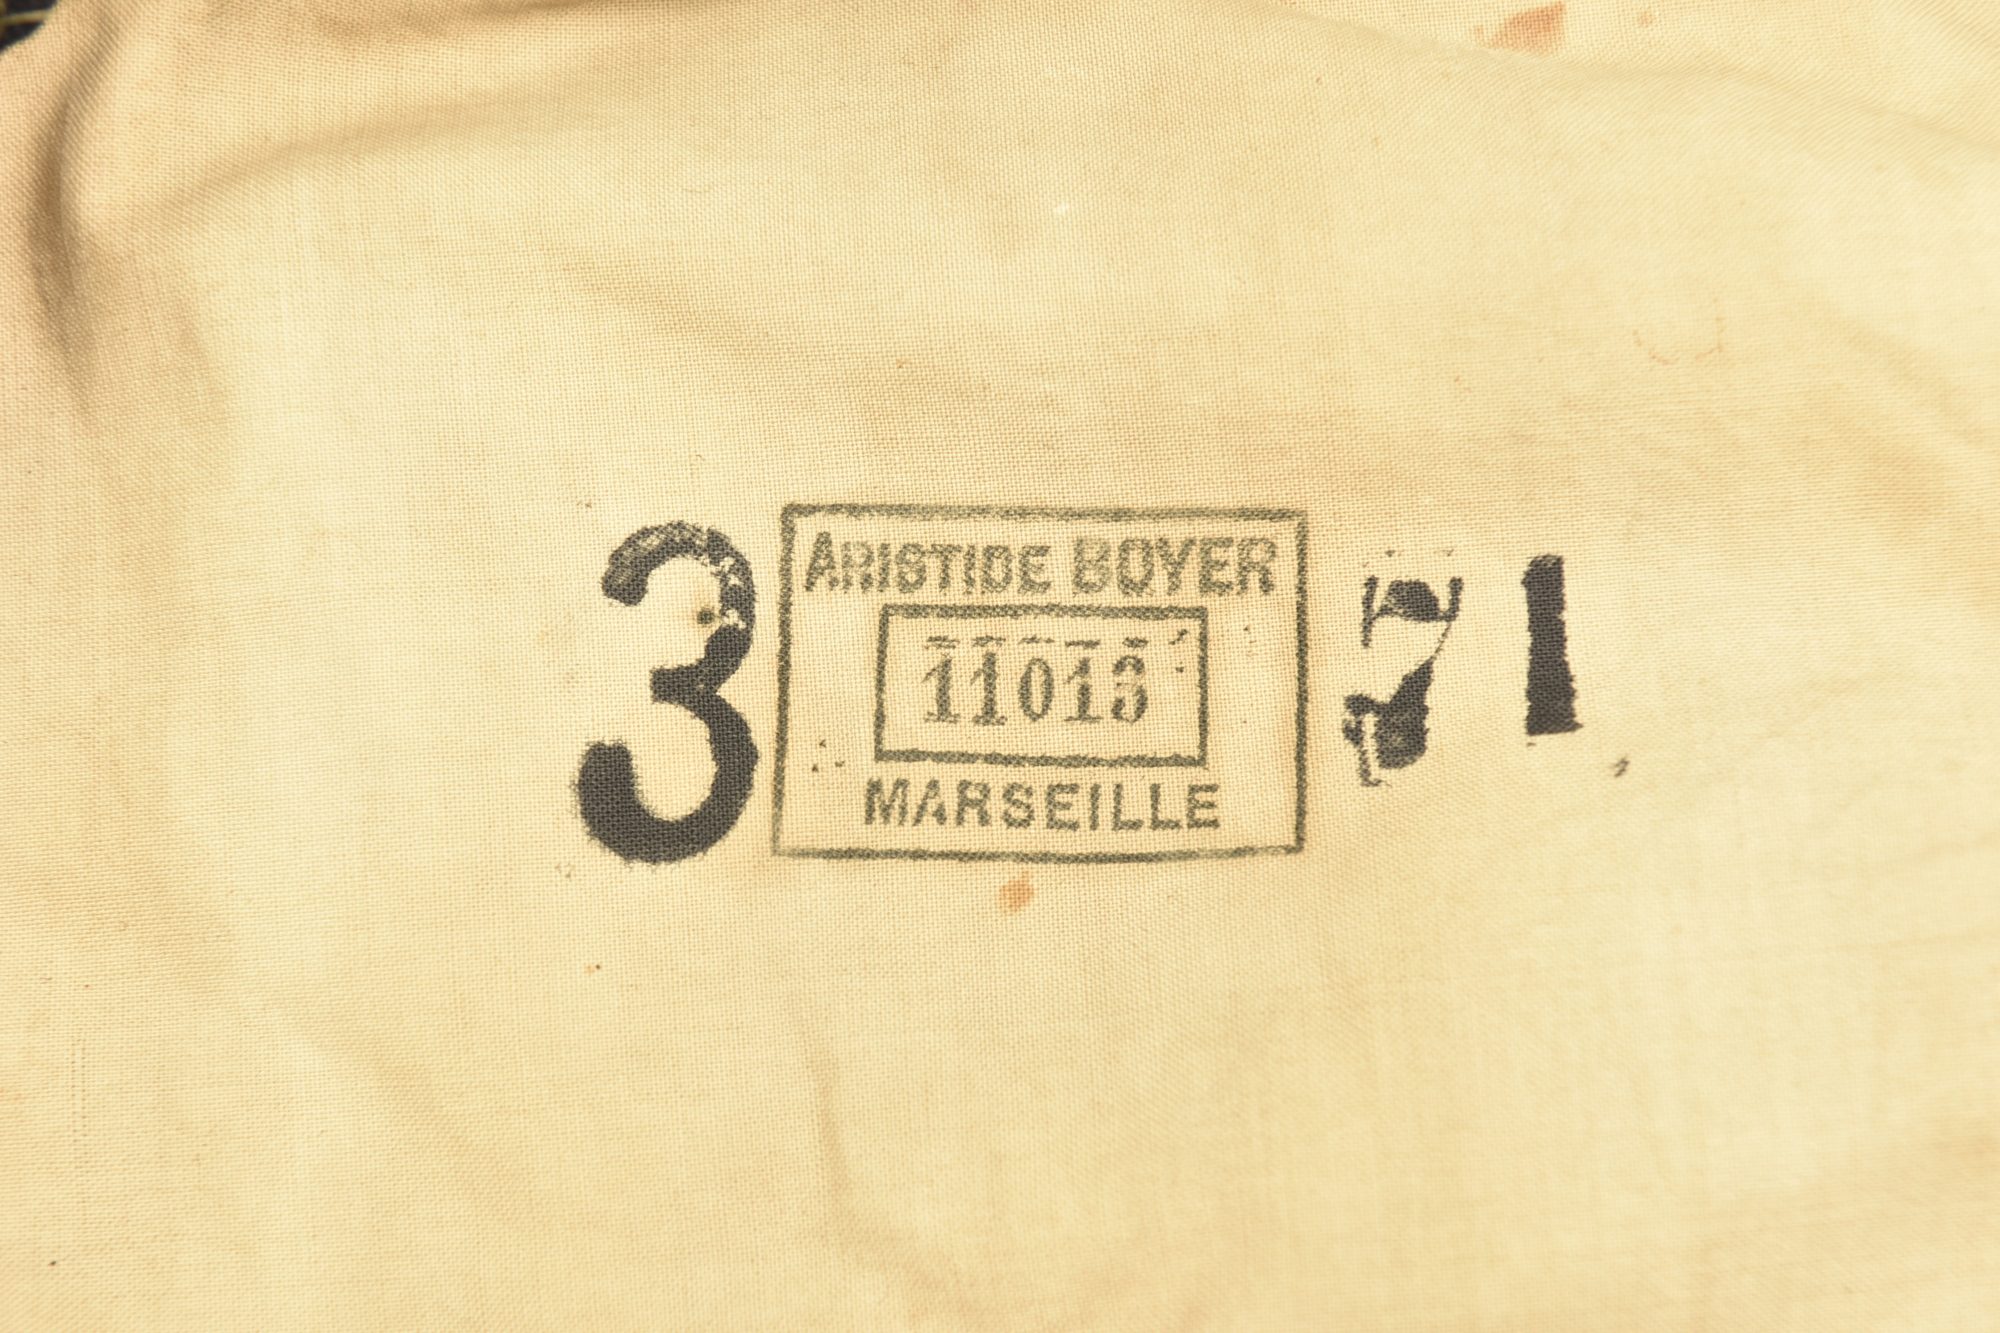 3
ARISTIDE BOYER
11013
MARSEILLE
71